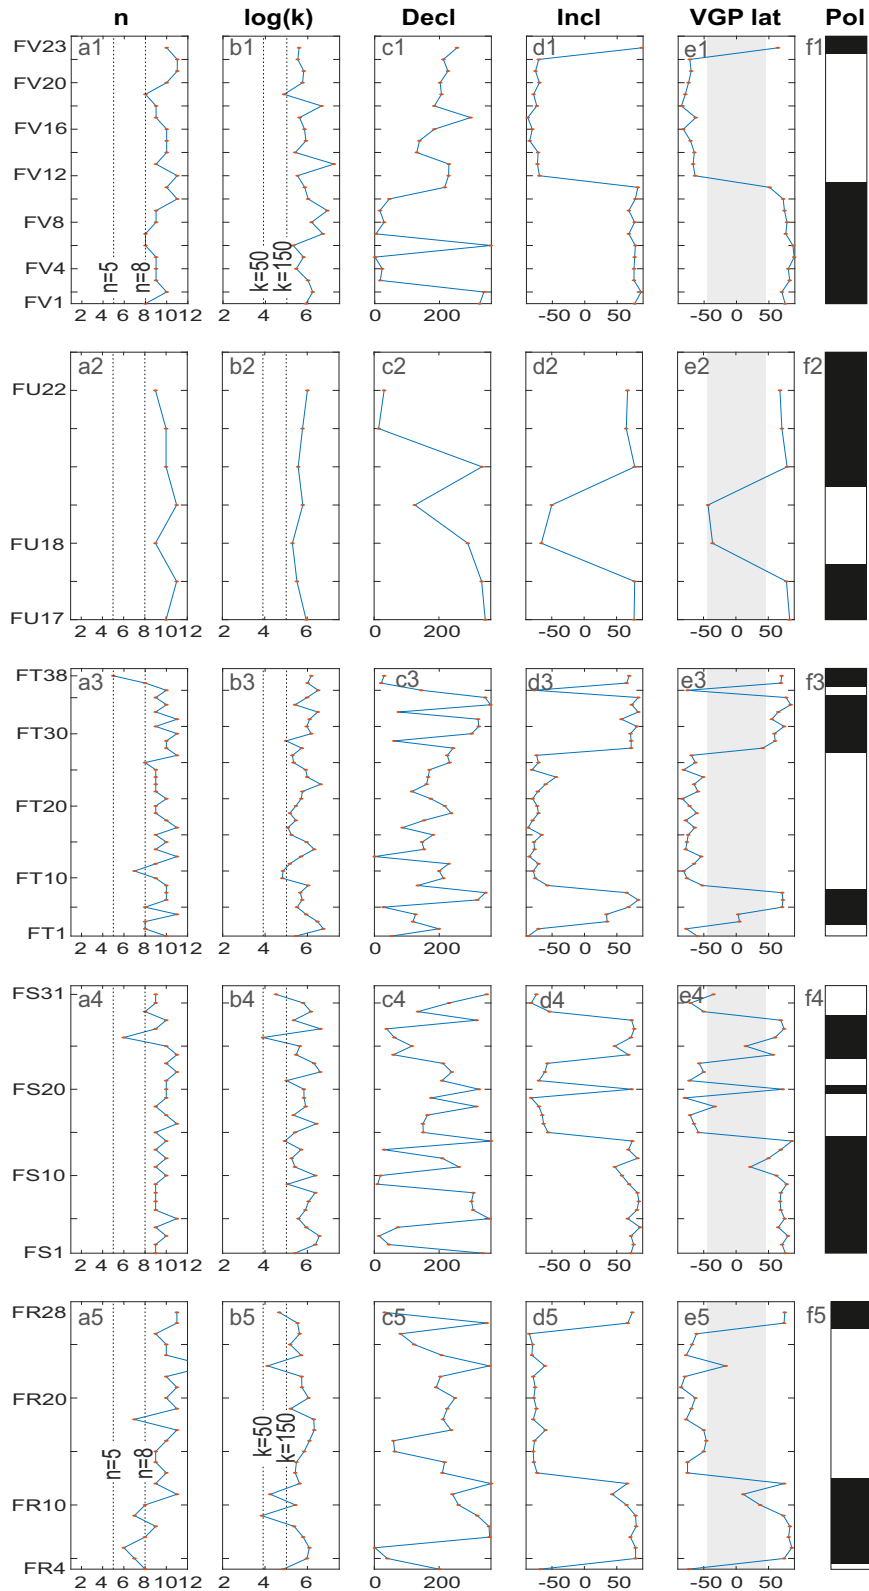 n log(k) Decl Incl VGP lat Pol
a1 b1 c1 d1 e1 f1
FV23
FV20
FV16
FV12
FV8
FV4
FV1
n=5 n=8 k=50 k=150
2 4 6 8 10 12 2 4 6 0 200 -50 0 50 -50 0 50
a2 b2 c2 d2 e2 f2
FU22
FU18
FU17
2 4 6 8 10 12 2 4 6 0 200 -50 0 50 -50 0 50
a3 b3 c3 d3 e3 f3
FT38
FT30
FT20
FT10
FT1
2 4 6 8 10 12 2 4 6 0 200 -50 0 50 -50 0 50
a4 b4 c4 d4 e4 f4
FS31
FS20
FS10
FS1
2 4 6 8 10 12 2 4 6 0 200 -50 0 50 -50 0 50
a5 b5 c5 d5 e5 f5
FR28
FR20
FR10
FR4
n=5 n=8 k=50 k=150
2 4 6 8 10 12 2 4 6 0 200 -50 0 50 -50 0 50